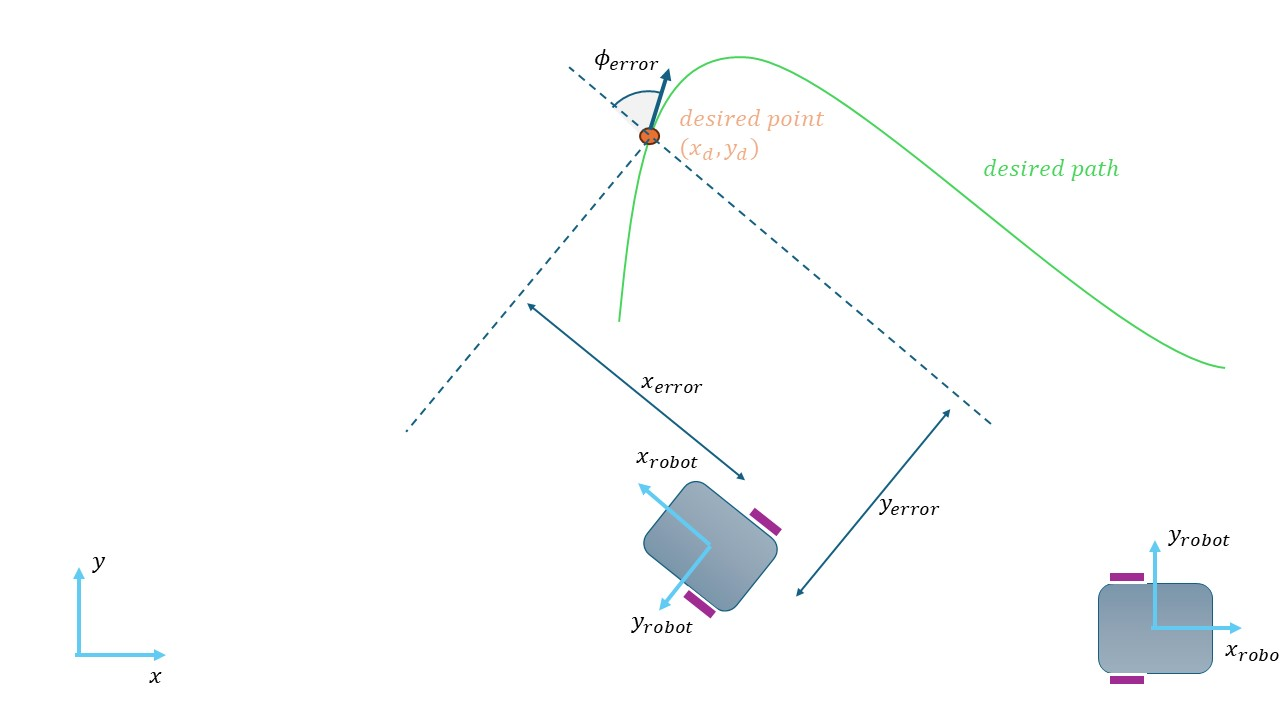 ϕ_error
desired point
(x_d, y_d)
desired path
x_error
x_robot
y_error
y_robot
y_robot
y
x_robo
x